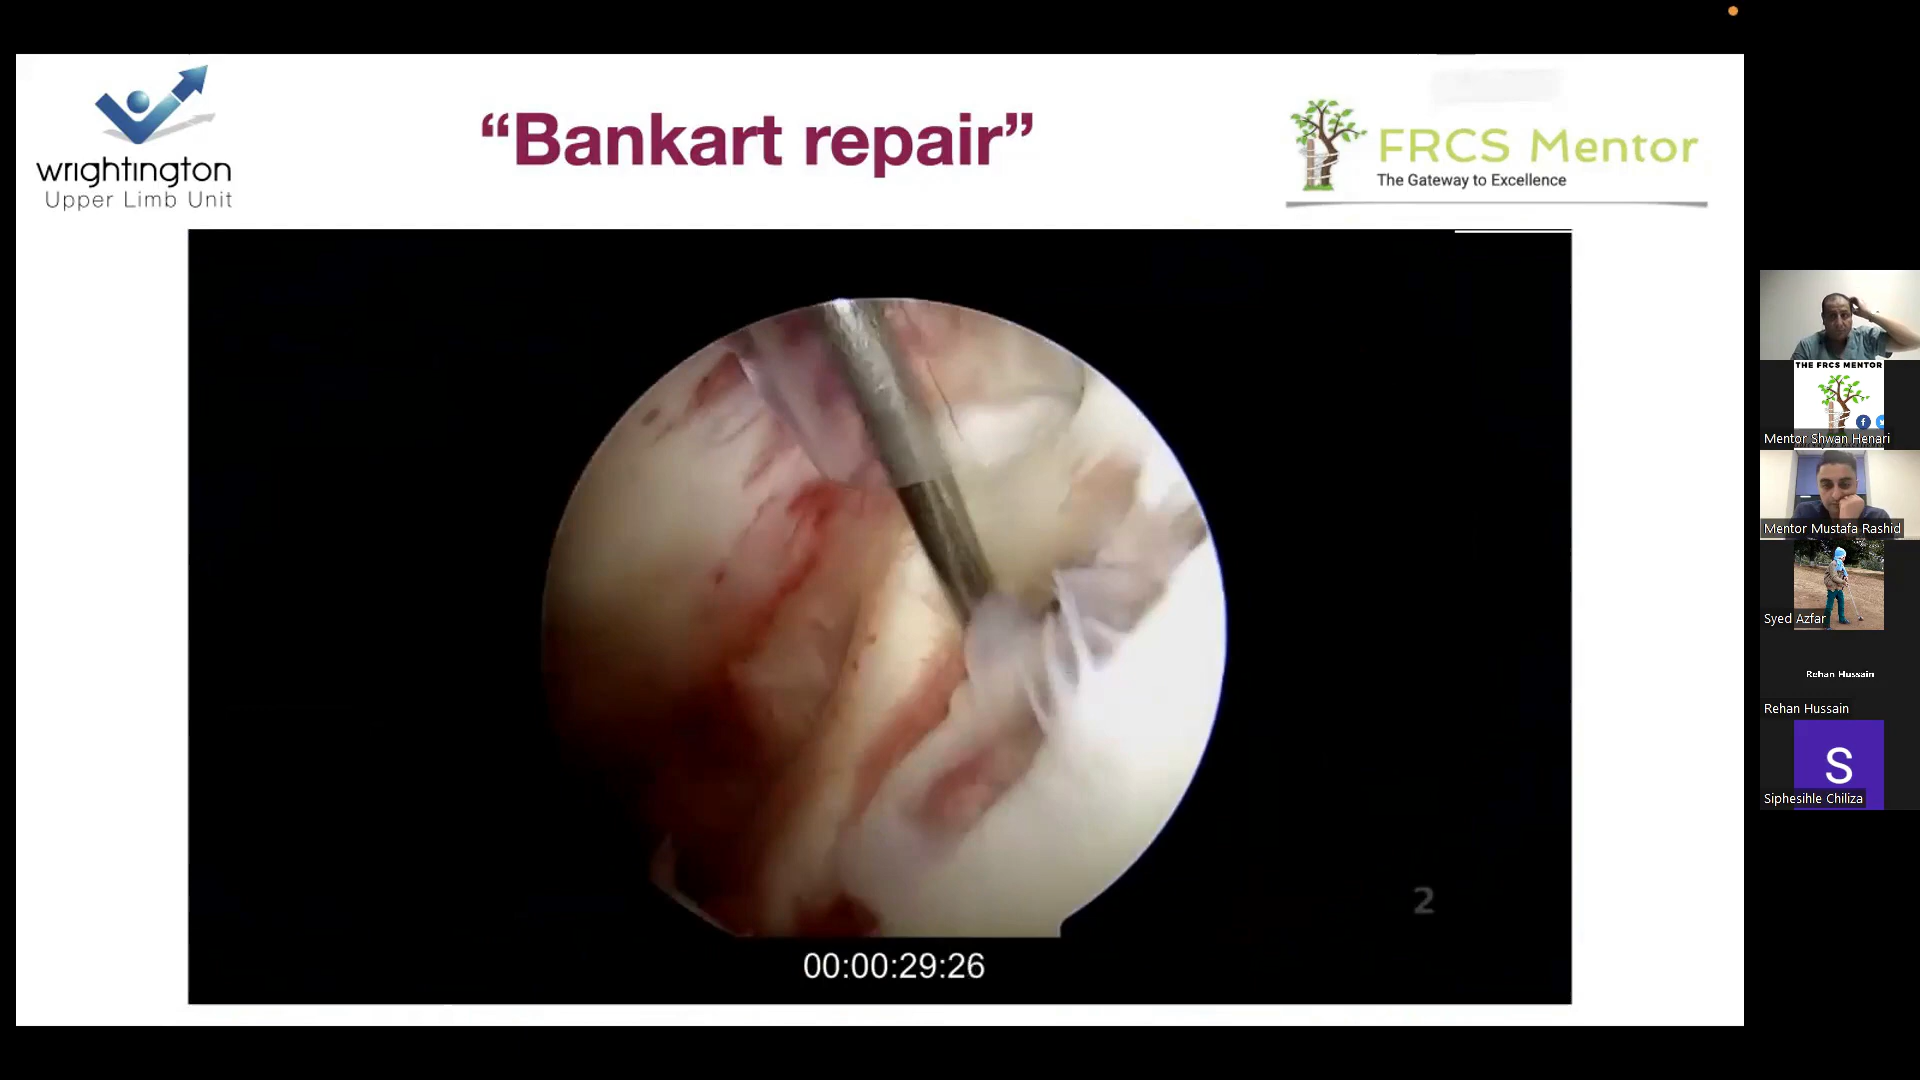 wrightington
Upper Limb Unit
“Bankart repair”
FRCS Mentor
The Gateway to Excellence
2
00:00:29:26
THE FRCS MENTOR
Mentor Shwan Henari
Mentor Mustafa Rashid
Syed Azfar
Rehan Hussain
Rehan Hussain
S
Siphesihle Chiliza